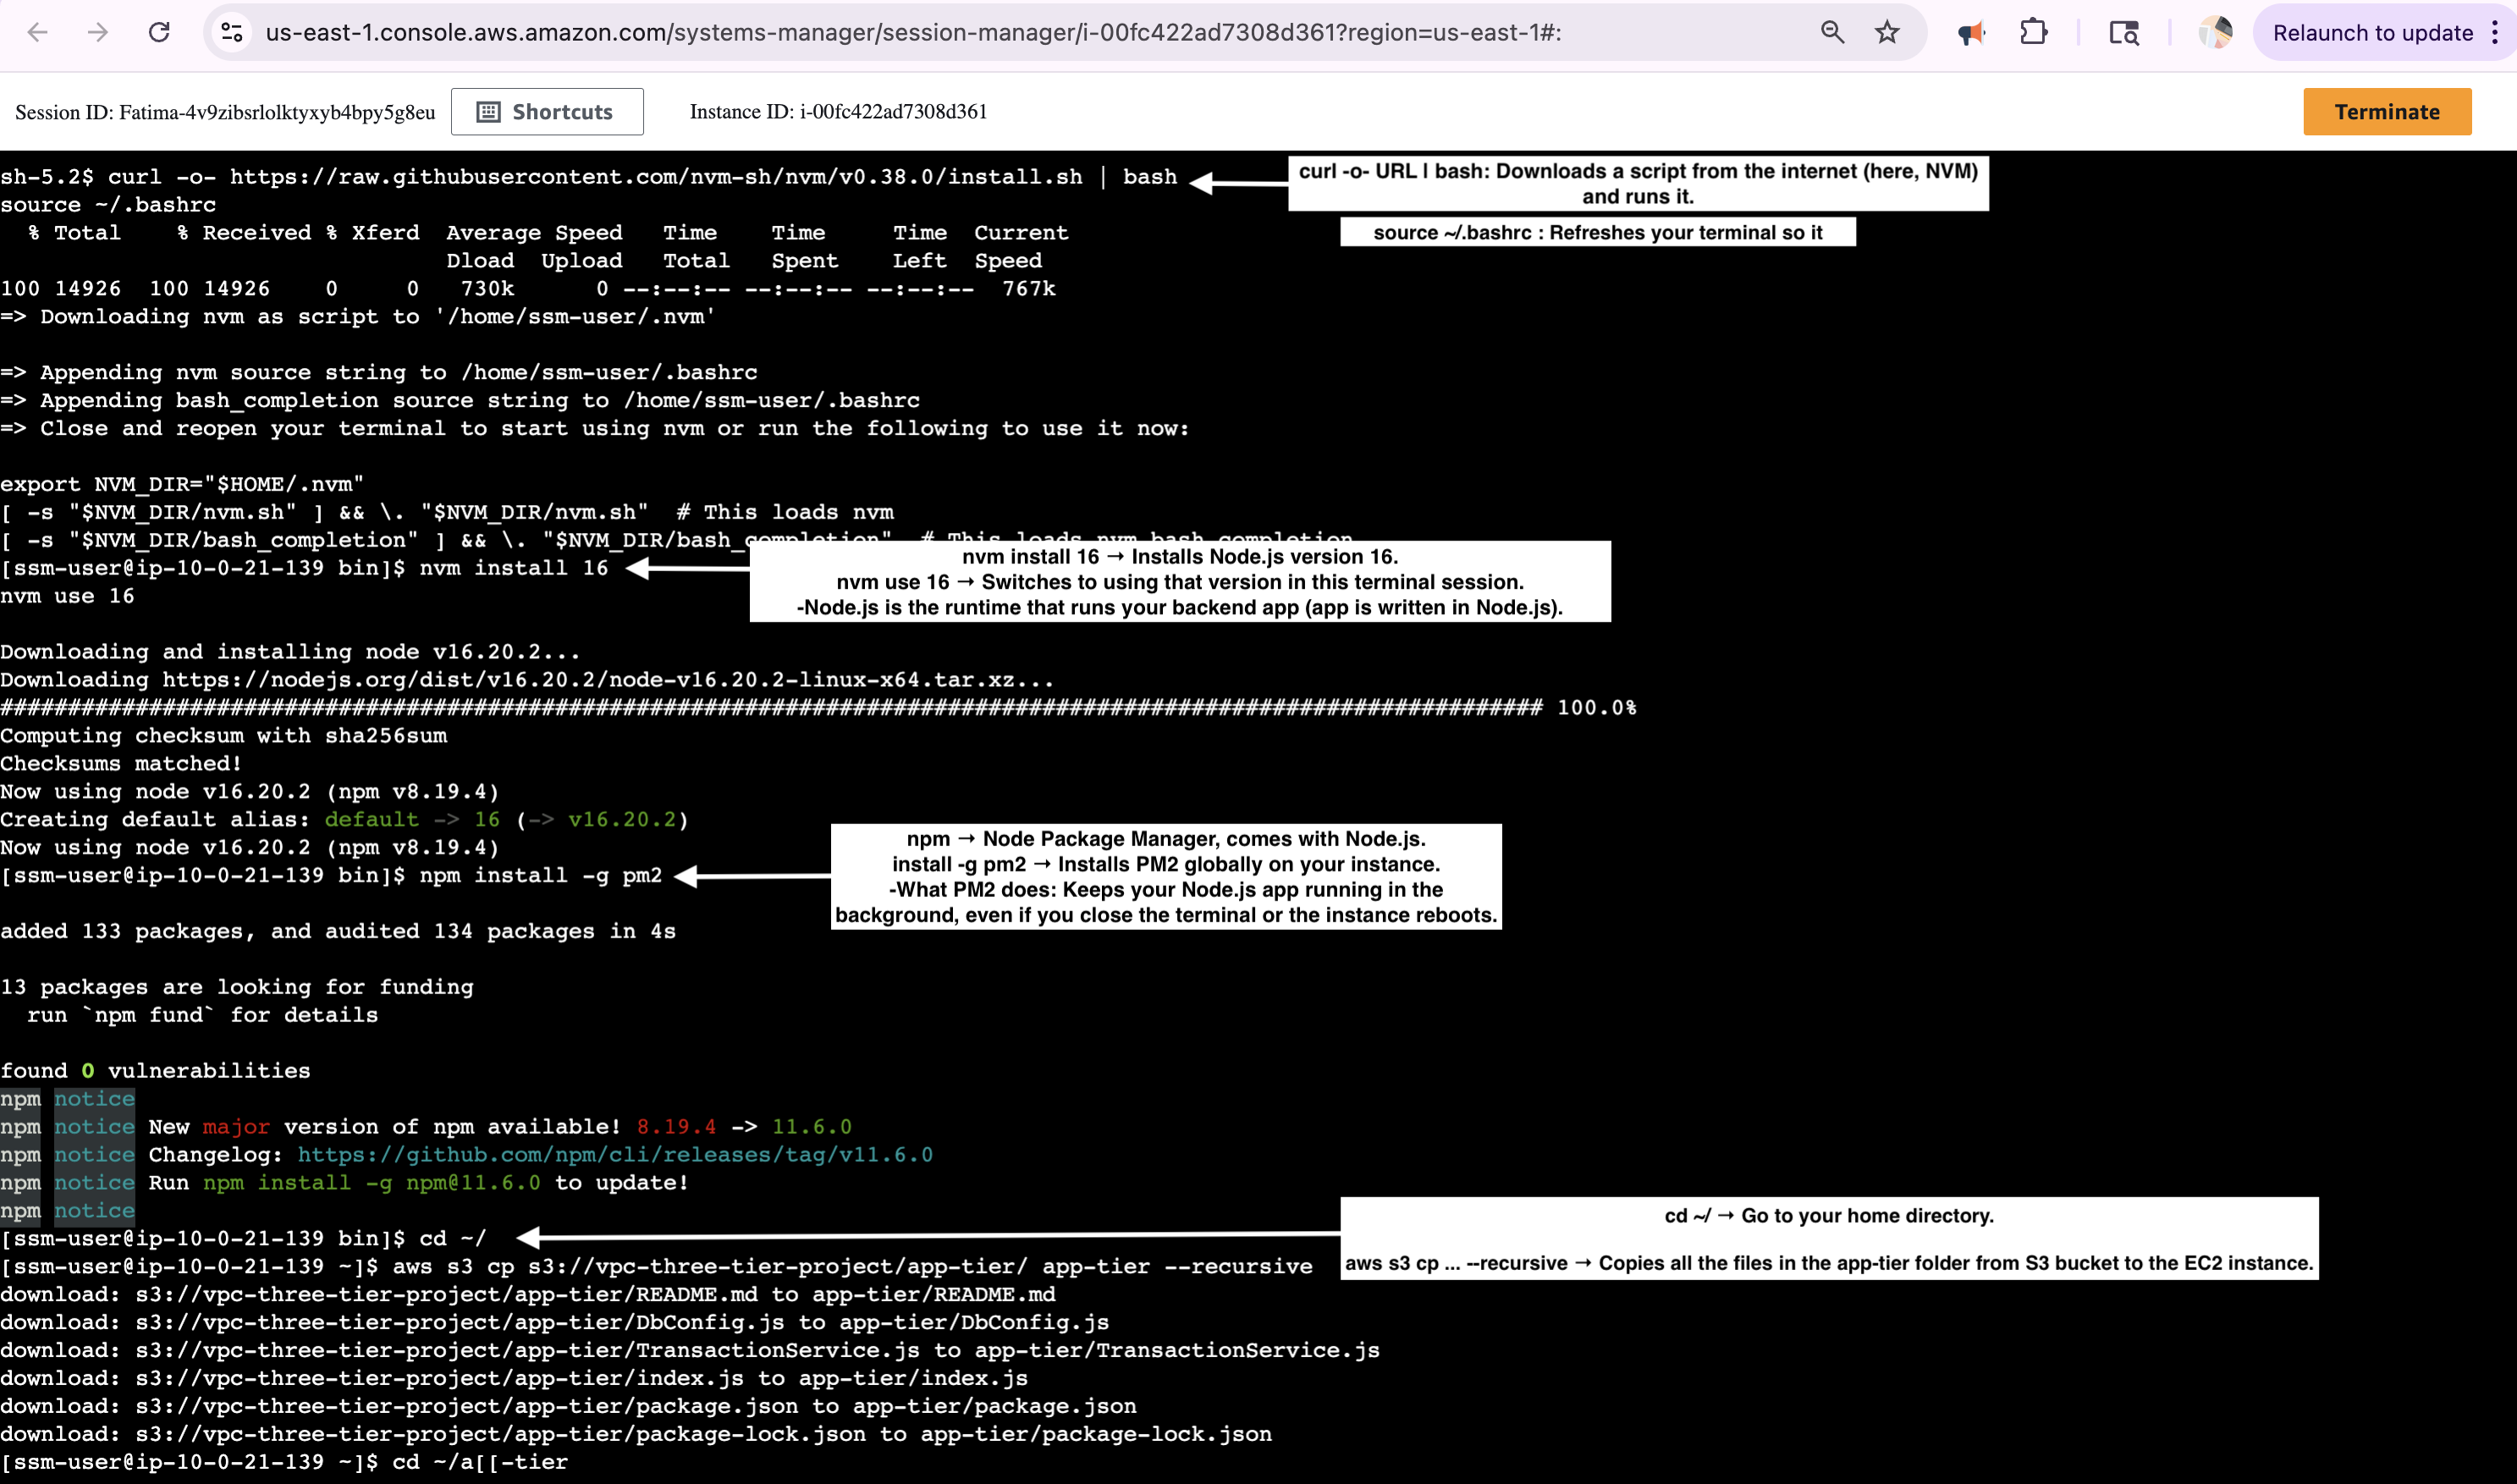 us-east-1.console.aws.amazon.com/systems-manager/session-manager/i-00fc422ad7308d361?region=us-east-1#:
Relaunch to update
Session ID: Fatima-4v9zibsrlolktyxyb4bpy5g8eu
Shortcuts
Instance ID: i-00fc422ad7308d361
Terminate
sh-5.2$ curl -o- https://raw.githubusercontent.com/nvm-sh/nvm/v0.38.0/install.sh | bash
curl -o- URL | bash: Downloads a script from the internet (here, NVM)
and runs it.
source ~/.bashrc
source ~/.bashrc : Refreshes your terminal so it
% Total    % Received % Xferd  Average Speed   Time    Time     Time  Current
Dload  Upload   Total   Spent    Left  Speed
100 14926  100 14926    0     0   730k      0 --:--:-- --:--:-- --:--:--  767k
=> Downloading nvm as script to '/home/ssm-user/.nvm'
=> Appending nvm source string to /home/ssm-user/.bashrc
=> Appending bash_completion source string to /home/ssm-user/.bashrc
=> Close and reopen your terminal to start using nvm or run the following to use it now:
export NVM_DIR="$HOME/.nvm"
[ -s "$NVM_DIR/nvm.sh" ] && \. "$NVM_DIR/nvm.sh"  # This loads nvm
[ -s "$NVM_DIR/bash_completion" ] && \. "$NVM_DIR/bash_completion"  # This loads nvm bash_completion
[ssm-user@ip-10-0-21-139 bin]$ nvm install 16
nvm use 16
nvm install 16 → Installs Node.js version 16.
nvm use 16 → Switches to using that version in this terminal session.
-Node.js is the runtime that runs your backend app (app is written in Node.js).
Downloading and installing node v16.20.2...
Downloading https://nodejs.org/dist/v16.20.2/node-v16.20.2-linux-x64.tar.xz...
################################################################################################################## 100.0%
Computing checksum with sha256sum
Checksums matched!
Now using node v16.20.2 (npm v8.19.4)
Creating default alias: default -> 16 (-> v16.20.2)
Now using node v16.20.2 (npm v8.19.4)
[ssm-user@ip-10-0-21-139 bin]$ npm install -g pm2
npm → Node Package Manager, comes with Node.js.
install -g pm2 → Installs PM2 globally on your instance.
-What PM2 does: Keeps your Node.js app running in the
background, even if you close the terminal or the instance reboots.
added 133 packages, and audited 134 packages in 4s
13 packages are looking for funding
run `npm fund` for details
found 0 vulnerabilities
npm notice
npm notice New major version of npm available! 8.19.4 -> 11.6.0
npm notice Changelog: https://github.com/npm/cli/releases/tag/v11.6.0
npm notice Run npm install -g npm@11.6.0 to update!
npm notice
[ssm-user@ip-10-0-21-139 bin]$ cd ~/
cd ~/ → Go to your home directory.
[ssm-user@ip-10-0-21-139 ~]$ aws s3 cp s3://vpc-three-tier-project/app-tier/ app-tier --recursive
aws s3 cp ... --recursive → Copies all the files in the app-tier folder from S3 bucket to the EC2 instance.
download: s3://vpc-three-tier-project/app-tier/README.md to app-tier/README.md
download: s3://vpc-three-tier-project/app-tier/DbConfig.js to app-tier/DbConfig.js
download: s3://vpc-three-tier-project/app-tier/TransactionService.js to app-tier/TransactionService.js
download: s3://vpc-three-tier-project/app-tier/index.js to app-tier/index.js
download: s3://vpc-three-tier-project/app-tier/package.json to app-tier/package.json
download: s3://vpc-three-tier-project/app-tier/package-lock.json to app-tier/package-lock.json
[ssm-user@ip-10-0-21-139 ~]$ cd ~/a[[-tier